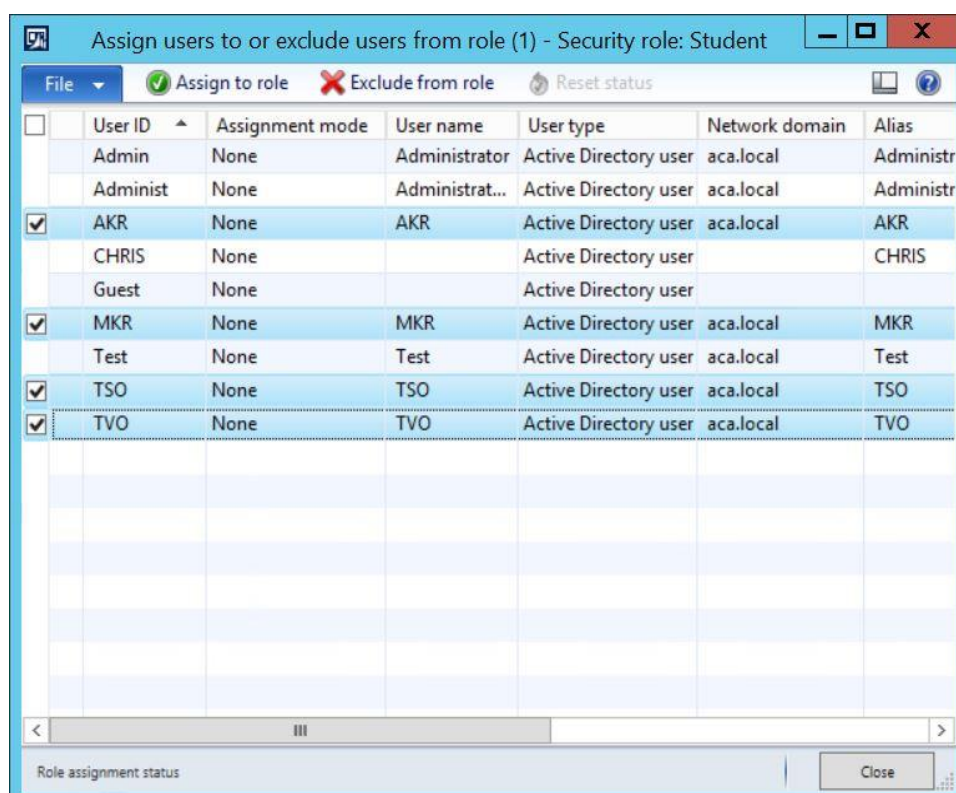 Assign users to or exclude users from role (1) - Security role: Student
File Assign to role Exclude from role Reset status
User ID Assignment mode User name User type Network domain Alias
Admin None Administrator Active Directory user aca.local Administr
Administ None Administrat... Active Directory user aca.local Administr
AKR None AKR Active Directory user aca.local AKR
CHRIS None Active Directory user CHRIS
Guest None Active Directory user
MKR None MKR Active Directory user aca.local MKR
Test None Test Active Directory user aca.local Test
TSO None TSO Active Directory user aca.local TSO
TVO None TVO Active Directory user aca.local TVO
Role assignment status Close